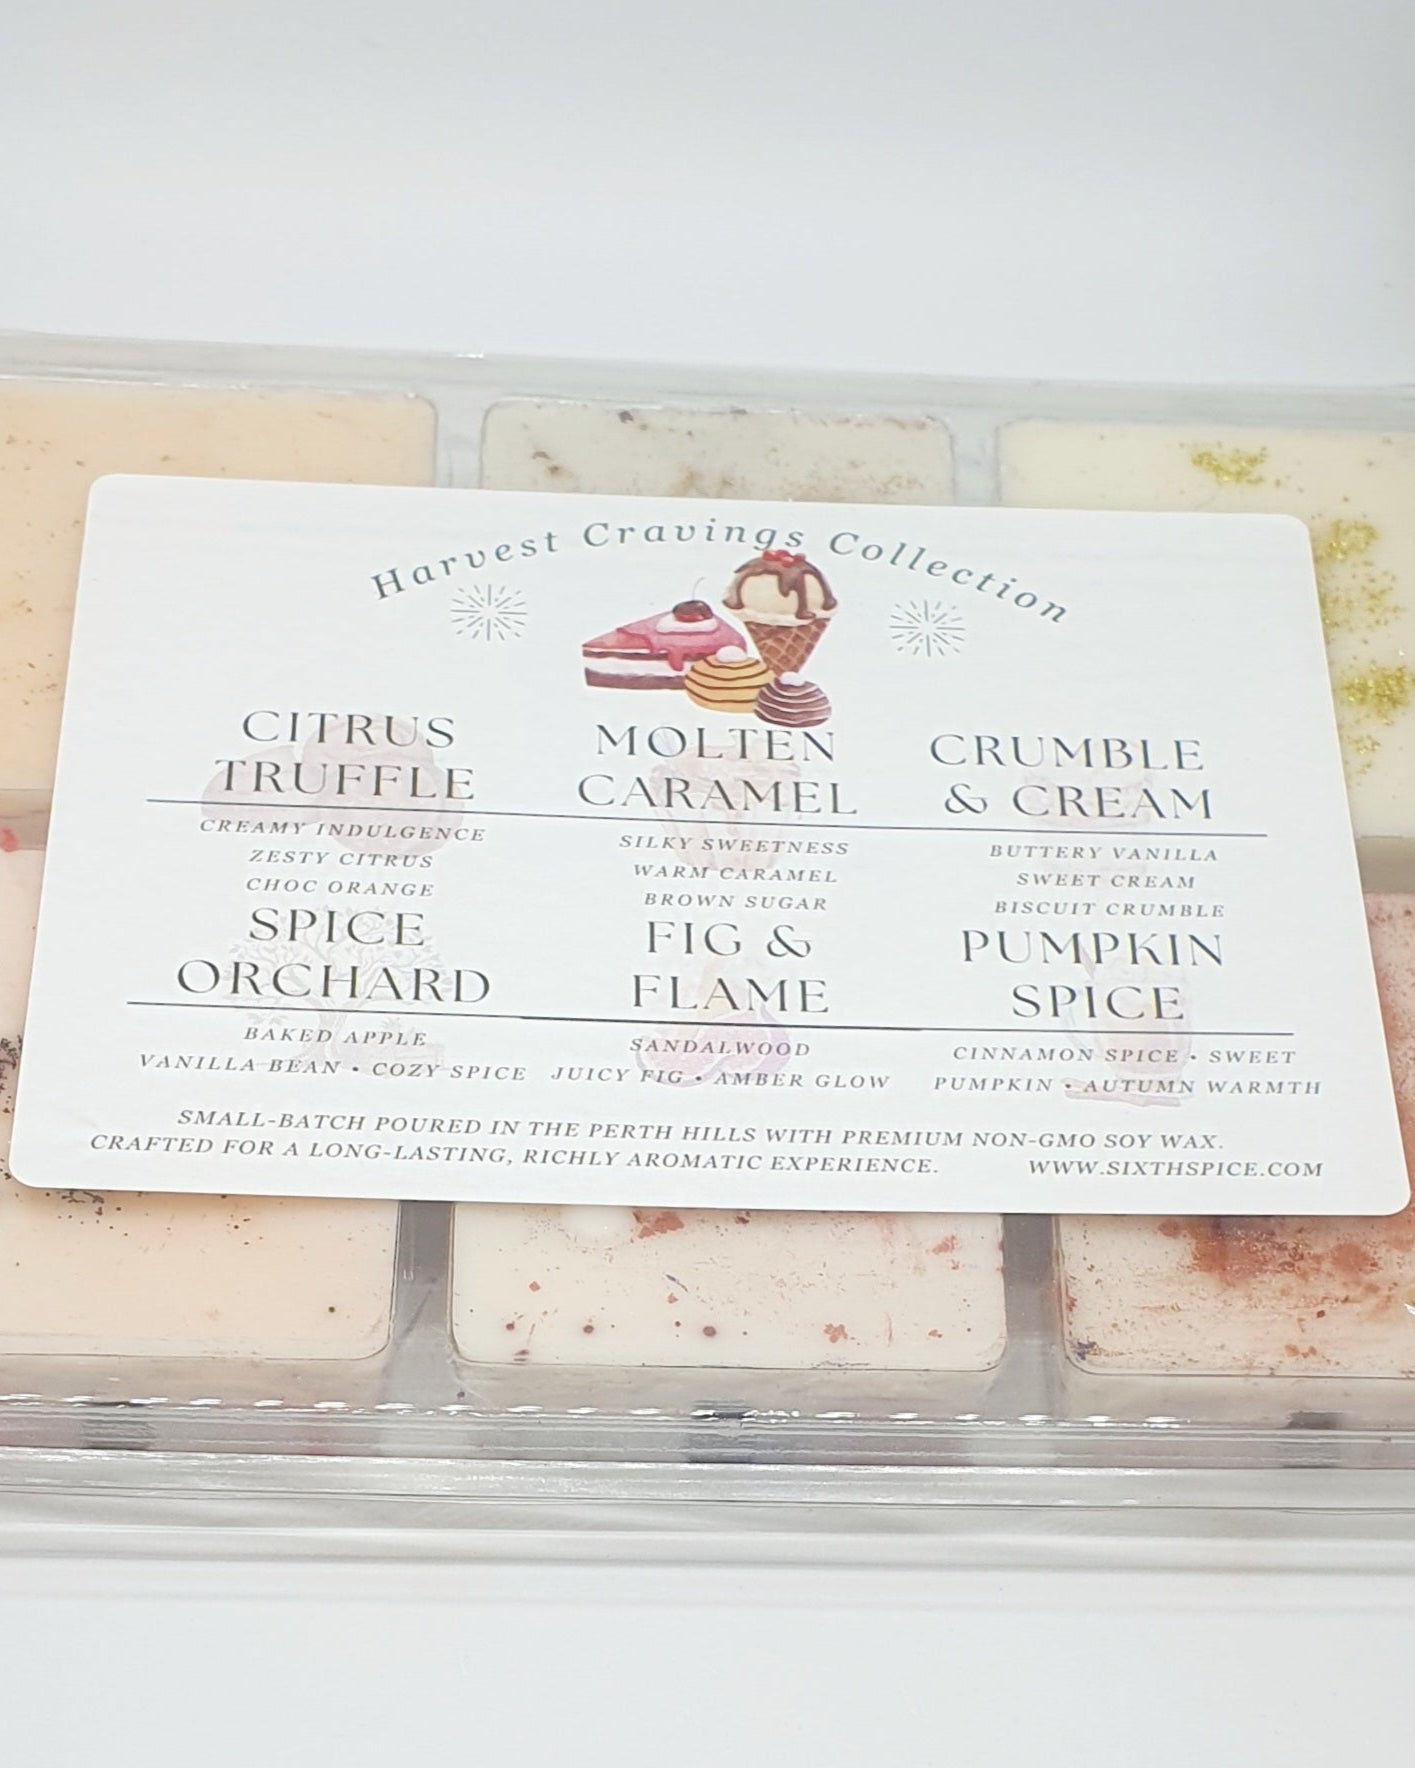 Harvest Cravings Collection
CITRUS
TRUFFLE
CREAMY INDULGENCE
ZESTY CITRUS
CHOC ORANGE
MOLTEN
CARAMEL
SILKY SWEETNESS
WARM CARAMEL
BROWN SUGAR
CRUMBLE
& CREAM
BUTTERY VANILLA
SWEET CREAM
BISCUIT CRUMBLE
SPICE
ORCHARD
BAKED APPLE
VANILLA BEAN • COZY SPICE
FIG &
FLAME
SANDALWOOD
JUICY FIG • AMBER GLOW
PUMPKIN
SPICE
CINNAMON SPICE • SWEET
PUMPKIN • AUTUMN WARMTH
SMALL-BATCH POURED IN THE PERTH HILLS WITH PREMIUM NON-GMO SOY WAX.
CRAFTED FOR A LONG-LASTING, RICHLY AROMATIC EXPERIENCE.
WWW.SIXTHSPICE.COM